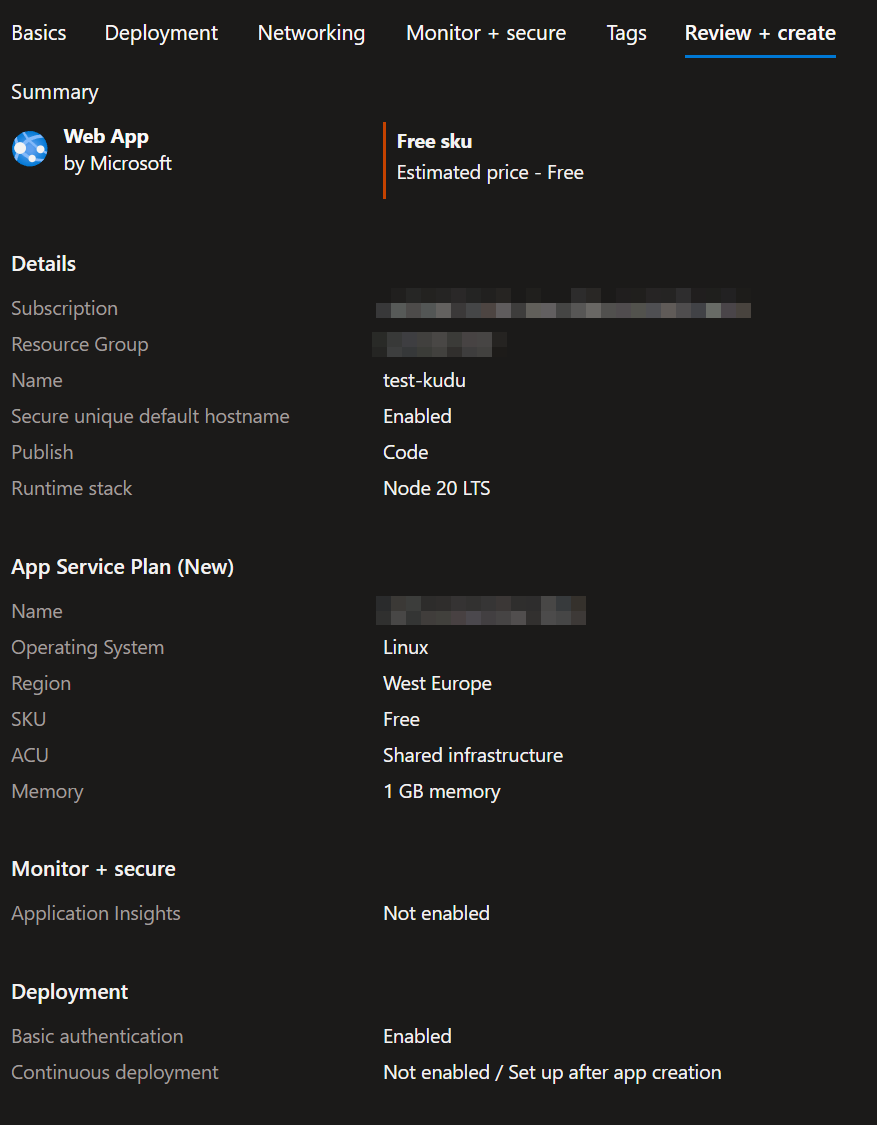 Basics Deployment Networking Monitor + secure Tags Review + create
Summary
Web App
by Microsoft
Free sku
Estimated price - Free
Details
Subscription
Resource Group
Name test-kudu
Secure unique default hostname Enabled
Publish Code
Runtime stack Node 20 LTS
App Service Plan (New)
Name
Operating System Linux
Region West Europe
SKU Free
ACU Shared infrastructure
Memory 1 GB memory
Monitor + secure
Application Insights Not enabled
Deployment
Basic authentication Enabled
Continuous deployment Not enabled / Set up after app creation